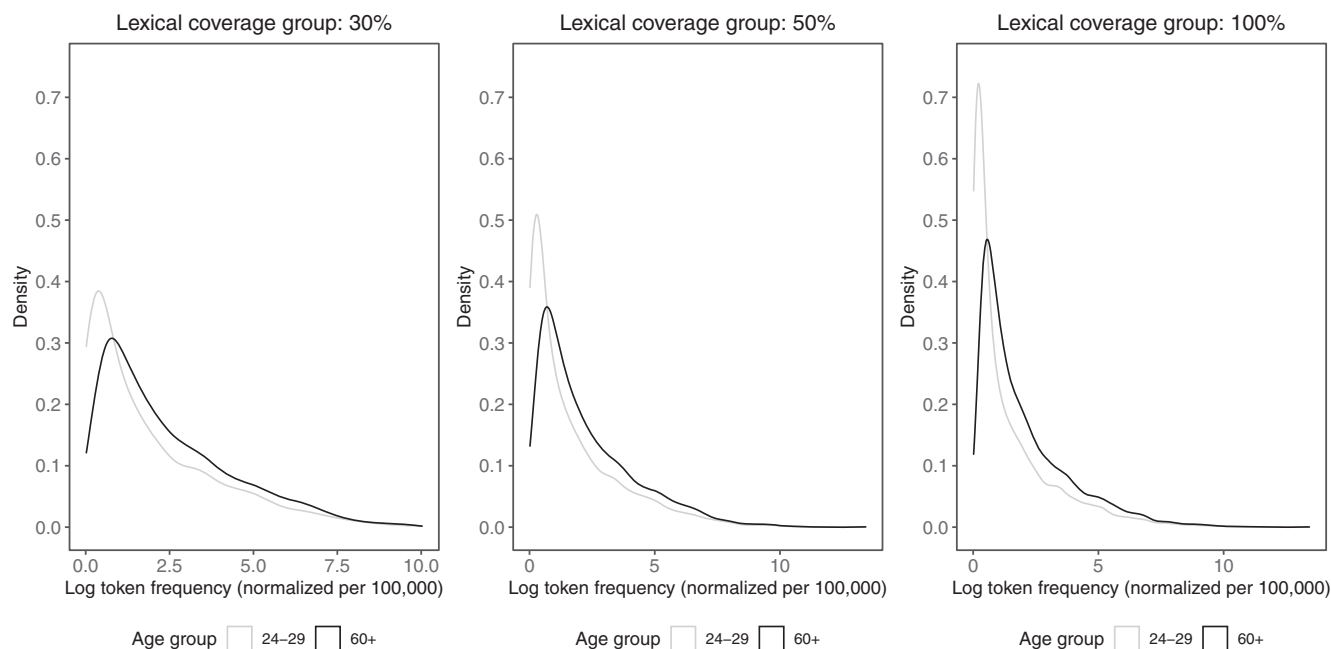 Lexical coverage group: 30%
Density
0.7
0.6
0.5
0.4
0.3
0.2
0.1
0.0
0.0 2.5 5.0 7.5 10.0
Log token frequency (normalized per 100,000)
Age group 24–29 60+
Lexical coverage group: 50%
Density
0.7
0.6
0.5
0.4
0.3
0.2
0.1
0.0
0 5 10
Log token frequency (normalized per 100,000)
Age group 24–29 60+
Lexical coverage group: 100%
Density
0.7
0.6
0.5
0.4
0.3
0.2
0.1
0.0
0 5 10
Log token frequency (normalized per 100,000)
Age group 24–29 60+